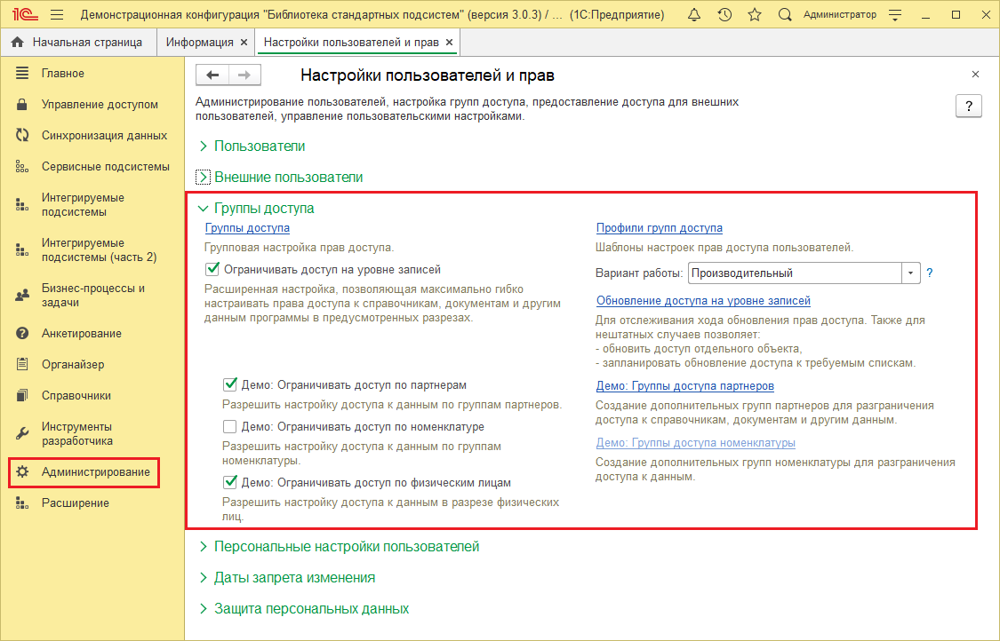 1С Демонстрационная конфигурация "Библиотека стандартных подсистем" (версия 3.0.3) / ... (1С:Предприятие) Администратор
Начальная страница Информация × Настройки пользователей и прав ×
Главное
Управление доступом
Синхронизация данных
Сервисные подсистемы
Интегрируемые
подсистемы
Интегрируемые
подсистемы (часть 2)
Бизнес-процессы и
задачи
Анкетирование
Органайзер
Справочники
Инструменты
разработчика
Администрирование
Расширение
Настройки пользователей и прав
Администрирование пользователей, настройка групп доступа, предоставление доступа для внешних
пользователей, управление пользовательскими настройками.
?
Пользователи
Внешние пользователи
Группы доступа
Группы доступа
Групповая настройка прав доступа.
Ограничивать доступ на уровне записей
Расширенная настройка, позволяющая максимально гибко
настраивать права доступа к справочникам, документам и другим
данным программы в предусмотренных разрезах.
Демо: Ограничивать доступ по партнерам
Разрешить настройку доступа к данным по группам партнеров.
Демо: Ограничивать доступ по номенклатуре
Разрешить настройку доступа к данным по группам
номенклатуры.
Демо: Ограничивать доступ по физическим лицам
Разрешить настройку доступа к данным в разрезе физических
лиц.
Профили групп доступа
Шаблоны настроек прав доступа пользователей.
Вариант работы: Производительный ?
Обновление доступа на уровне записей
Для отслеживания хода обновления прав доступа. Также для
нештатных случаев позволяет:
- обновить доступ отдельного объекта,
- запланировать обновление доступа к требуемым спискам.
Демо: Группы доступа партнеров
Создание дополнительных групп партнеров для разграничения
доступа к справочникам, документам и другим данным.
Демо: Группы доступа номенклатуры
Создание дополнительных групп номенклатуры для разграничения
доступа к данным.
Персональные настройки пользователей
Даты запрета изменения
Защита персональных данных